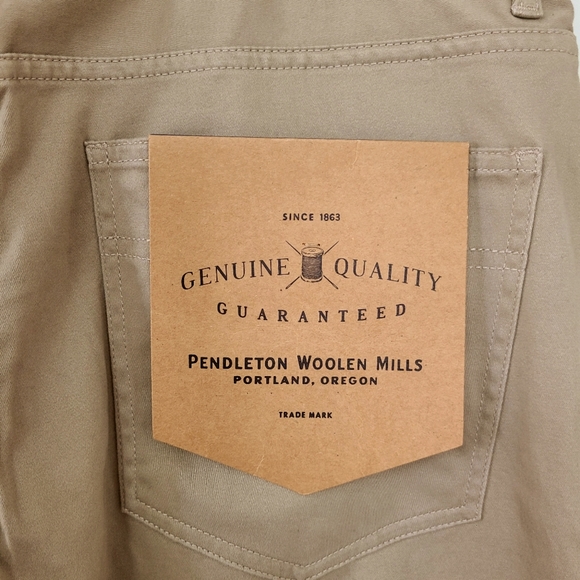 SINCE 1863
GENUINE QUALITY
GUARANTEED
PENDLETON WOOLEN MILLS
PORTLAND, OREGON
TRADE MARK